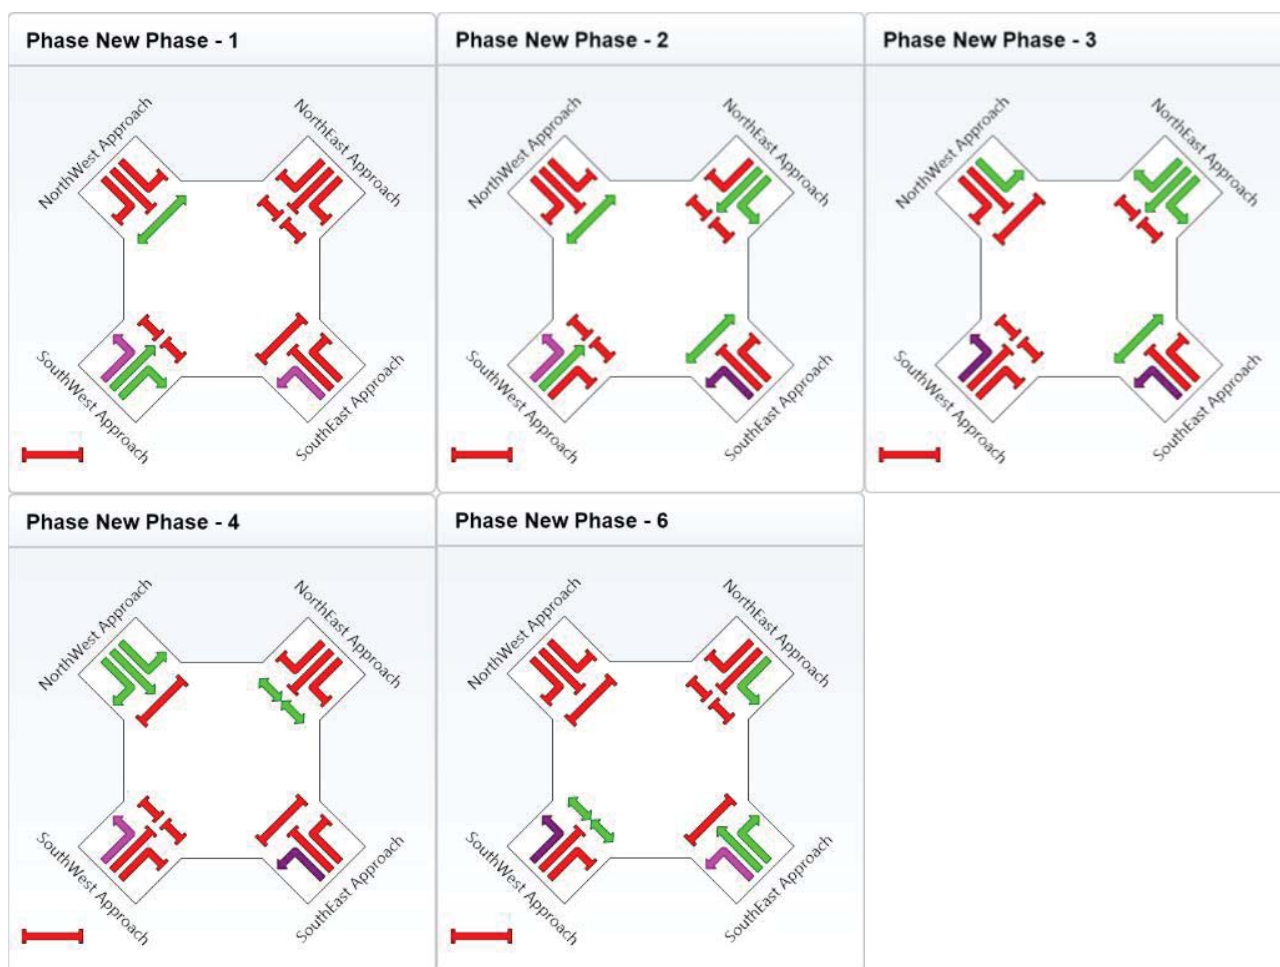 Phase New Phase - 1
NorthWest Approach
NorthEast Approach
SouthWest Approach
SouthEast Approach
Phase New Phase - 2
NorthWest Approach
NorthEast Approach
SouthWest Approach
SouthEast Approach
Phase New Phase - 3
NorthWest Approach
NorthEast Approach
SouthWest Approach
SouthEast Approach
Phase New Phase - 4
NorthWest Approach
NorthEast Approach
SouthWest Approach
SouthEast Approach
Phase New Phase - 6
NorthWest Approach
NorthEast Approach
SouthWest Approach
SouthEast Approach